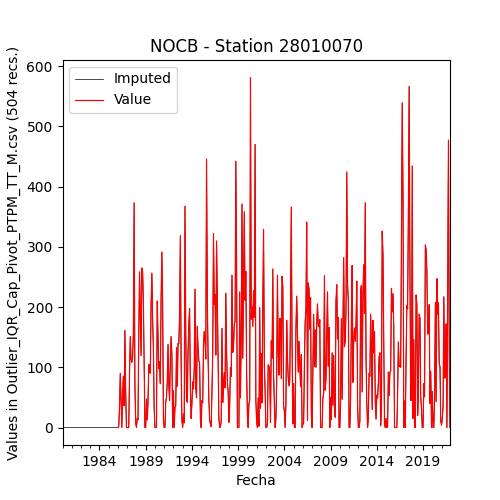 NOCB - Station 28010070
Imputed
Value
Values in Outlier_IQR_Cap_Pivot_PTPM_TT_M.csv (504 recs.)
600
500
400
300
200
100
0
1984 1989 1994 1999 2004 2009 2014 2019
Fecha